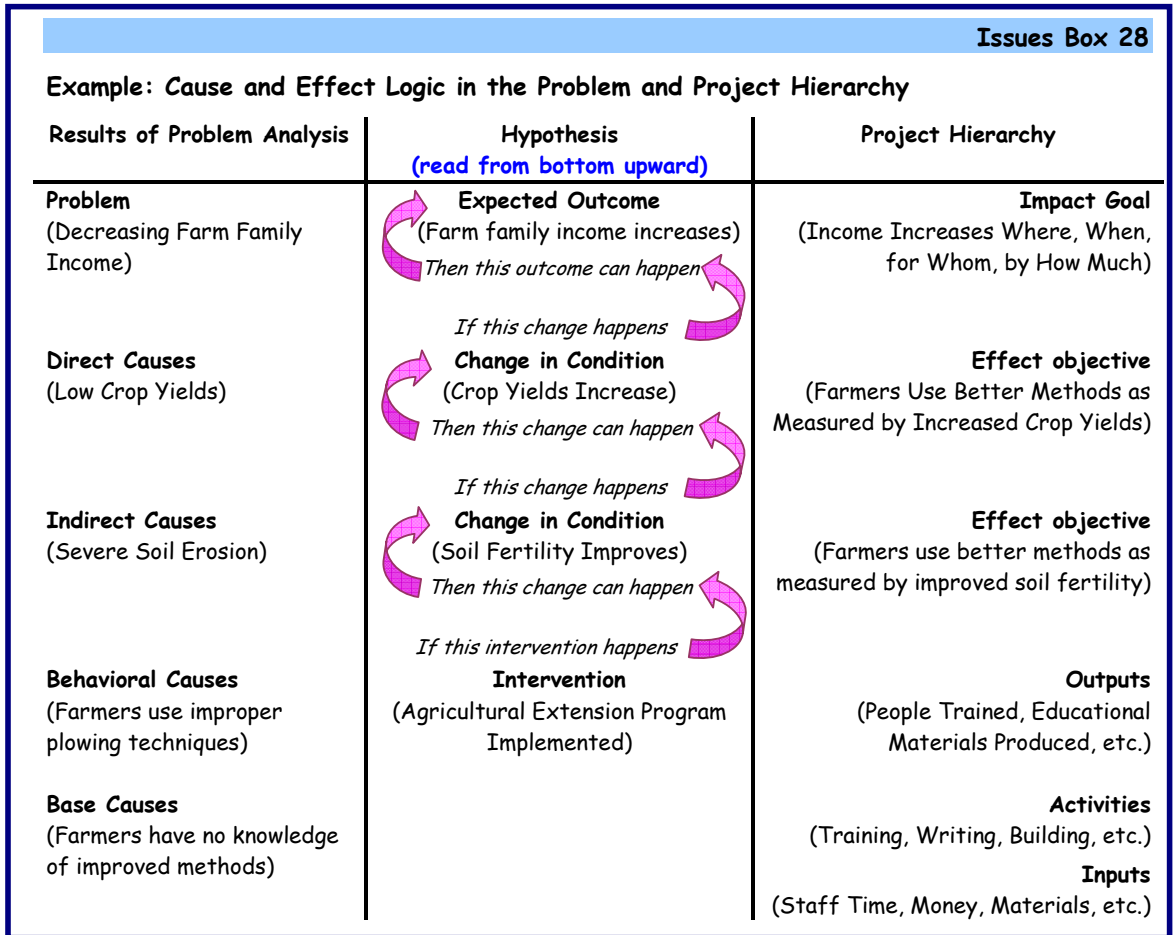 Issues Box 28
Example: Cause and Effect Logic in the Problem and Project Hierarchy
Results of Problem Analysis
Hypothesis
(read from bottom upward)
Project Hierarchy
Problem
(Decreasing Farm Family
Income)
Expected Outcome
(Farm family income increases)
Then this outcome can happen
If this change happens
Impact Goal
(Income Increases Where, When,
for Whom, by How Much)
Direct Causes
(Low Crop Yields)
Change in Condition
(Crop Yields Increase)
Then this change can happen
If this change happens
Effect objective
(Farmers Use Better Methods as
Measured by Increased Crop Yields)
Indirect Causes
(Severe Soil Erosion)
Change in Condition
(Soil Fertility Improves)
Then this change can happen
If this intervention happens
Effect objective
(Farmers use better methods as
measured by improved soil fertility)
Behavioral Causes
(Farmers use improper
plowing techniques)
Intervention
(Agricultural Extension Program
Implemented)
Outputs
(People Trained, Educational
Materials Produced, etc.)
Base Causes
(Farmers have no knowledge
of improved methods)
Activities
(Training, Writing, Building, etc.)
Inputs
(Staff Time, Money, Materials, etc.)